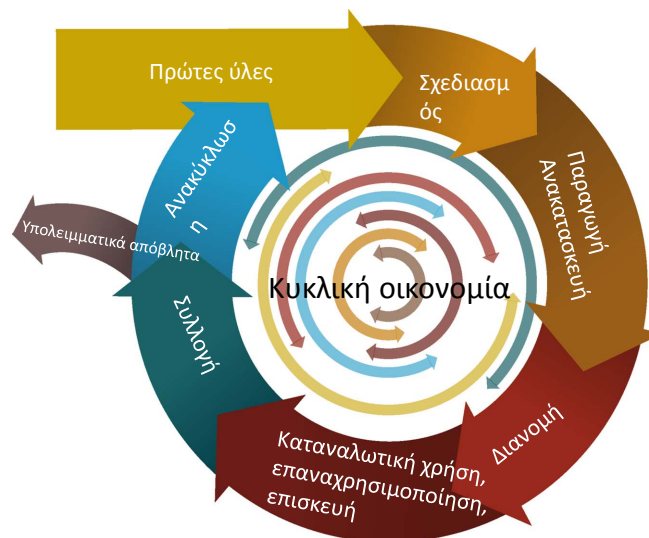 Πρώτες ύλες
Σχεδιασμ
ός
Παραγωγή
Ανακατασκευή
Διανομή
Καταναλωτική χρήση,
επαναχρησιμοποίηση,
επισκευή
Συλλογή
Ανακύκλωσ
η
Υπολειμματικά απόβλητα
Κυκλική οικονομία